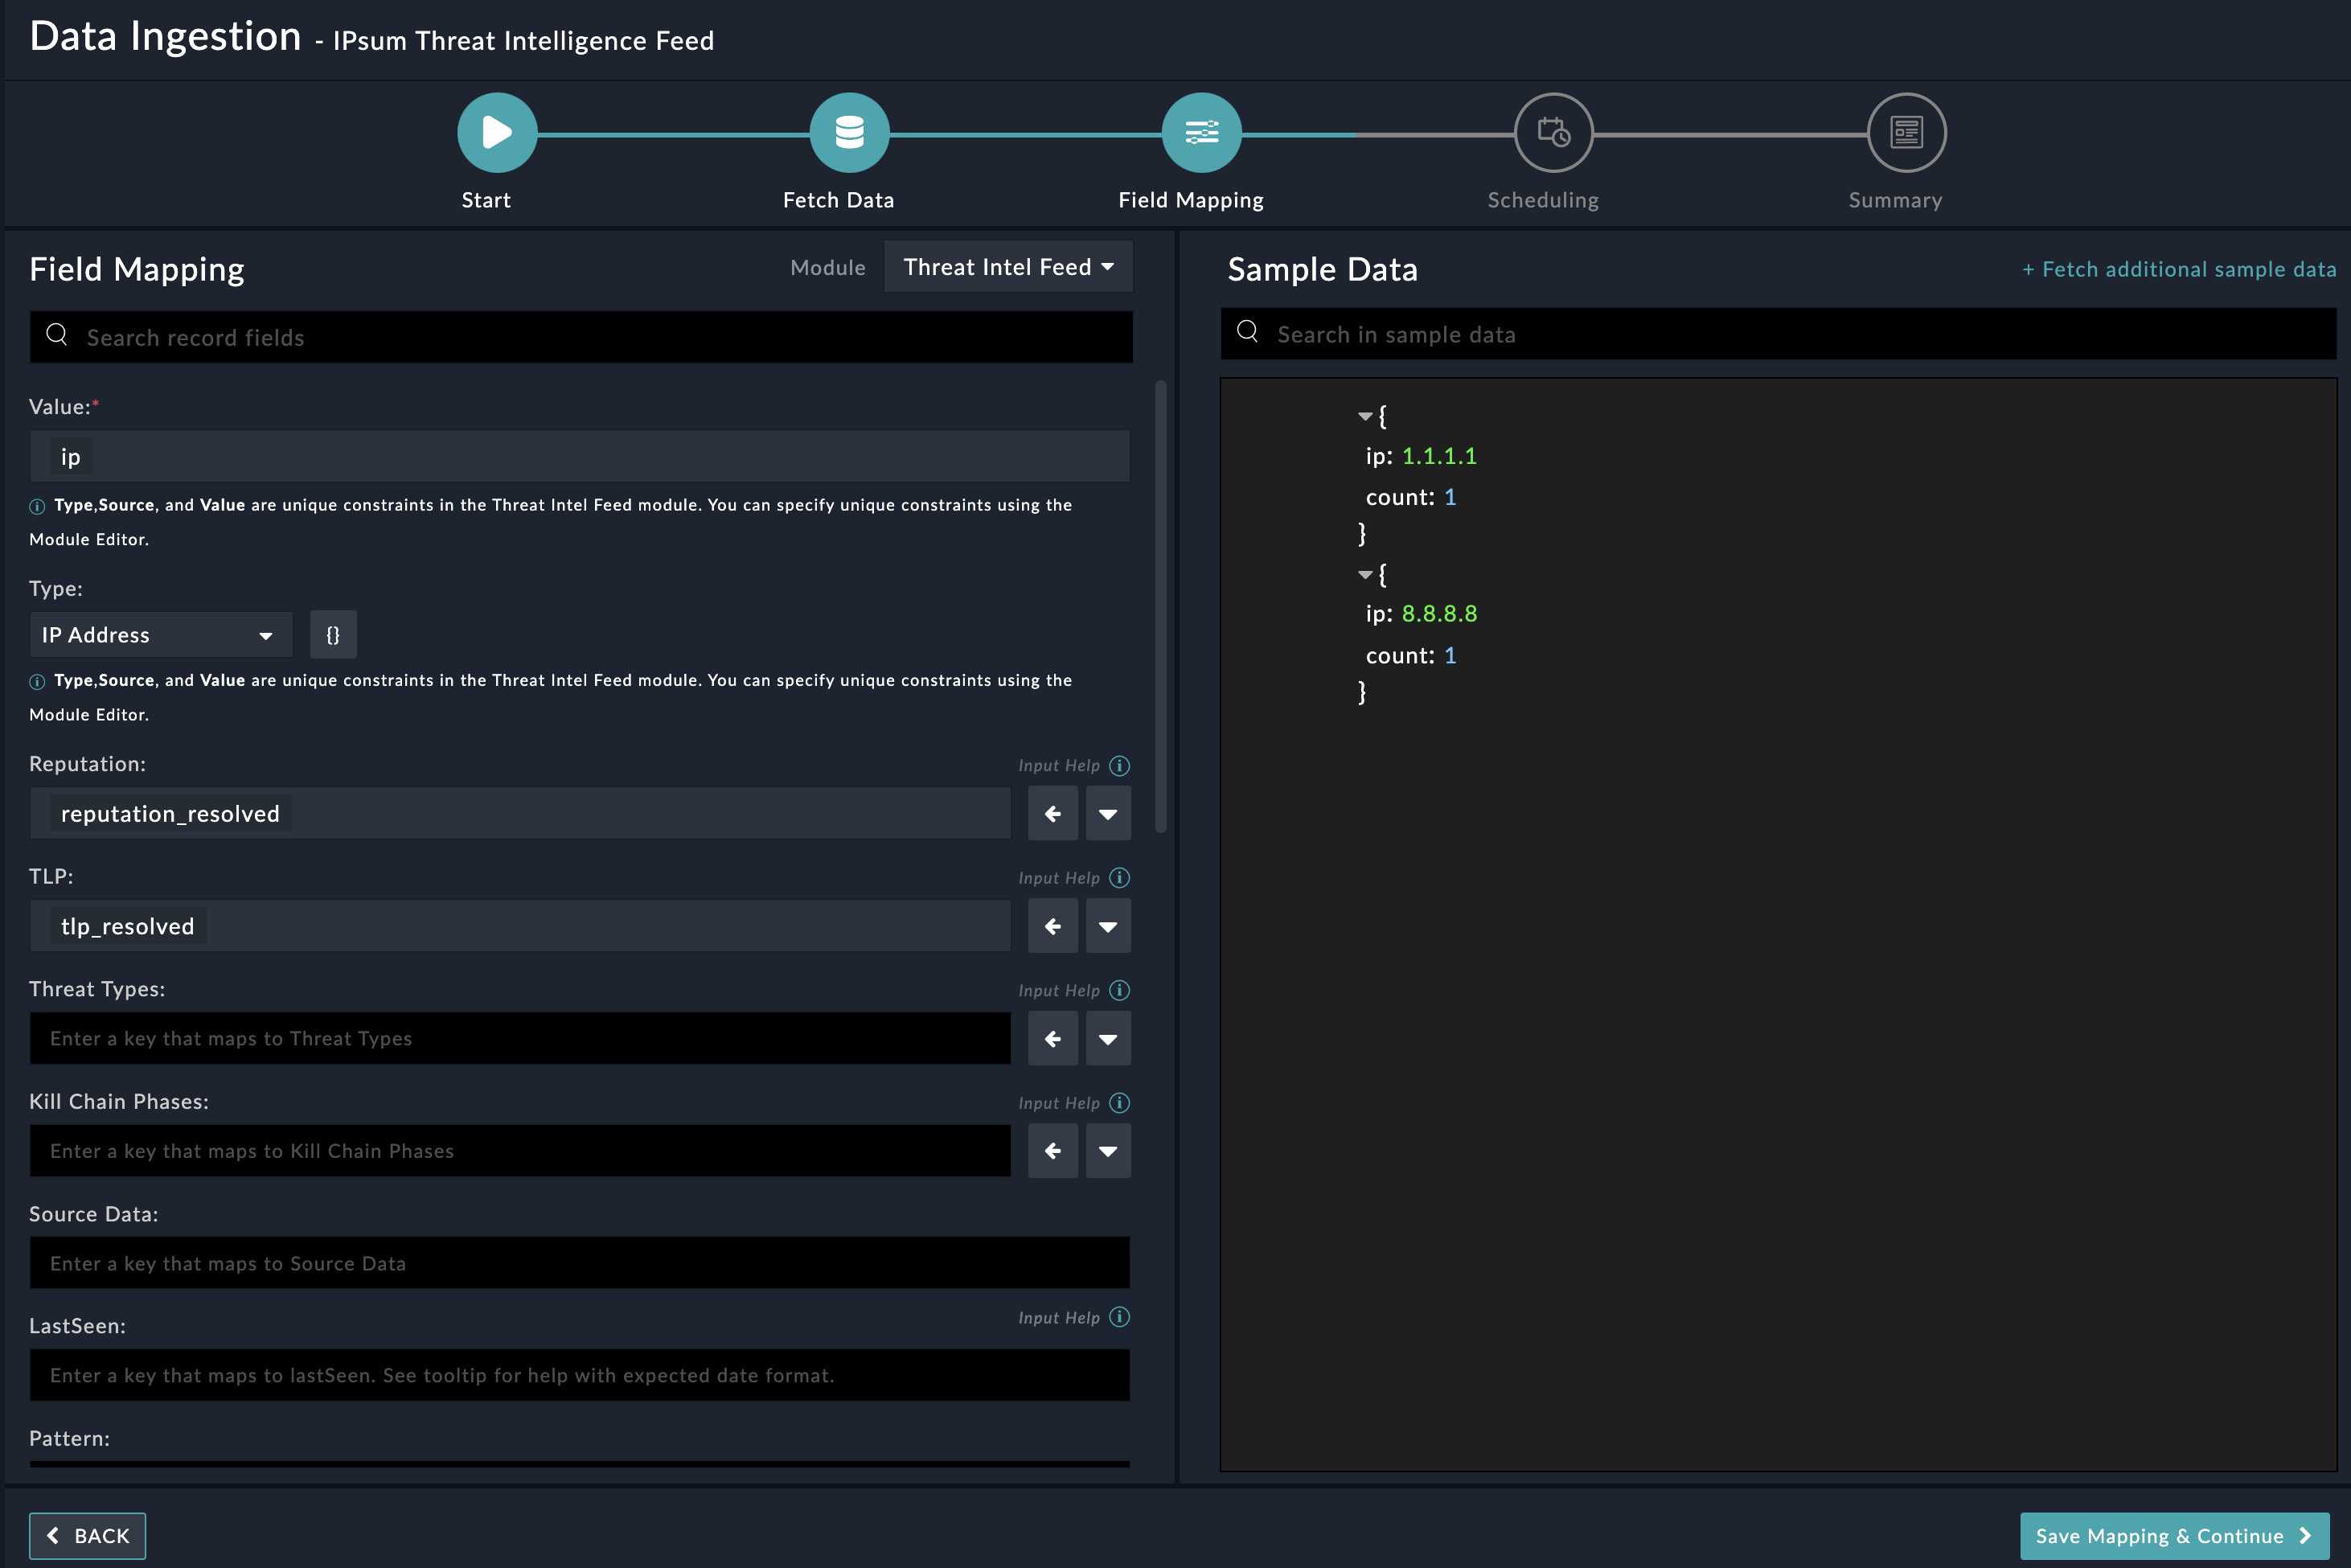 Data Ingestion - IPsum Threat Intelligence Feed
Start
Fetch Data
Field Mapping
Scheduling
Summary
Field Mapping
Module
Threat Intel Feed
Search record fields
Value:*
ip
Type,Source, and Value are unique constraints in the Threat Intel Feed module. You can specify unique constraints using the
Module Editor.
Type:
IP Address
{}
Type,Source, and Value are unique constraints in the Threat Intel Feed module. You can specify unique constraints using the
Module Editor.
Reputation:
Input Help
reputation_resolved
TLP:
Input Help
tlp_resolved
Threat Types:
Input Help
Enter a key that maps to Threat Types
Kill Chain Phases:
Input Help
Enter a key that maps to Kill Chain Phases
Source Data:
Enter a key that maps to Source Data
LastSeen:
Input Help
Enter a key that maps to lastSeen. See tooltip for help with expected date format.
Pattern:
BACK
Sample Data
+ Fetch additional sample data
Search in sample data
{
ip: 1.1.1.1
count: 1
}
{
ip: 8.8.8.8
count: 1
}
Save Mapping & Continue